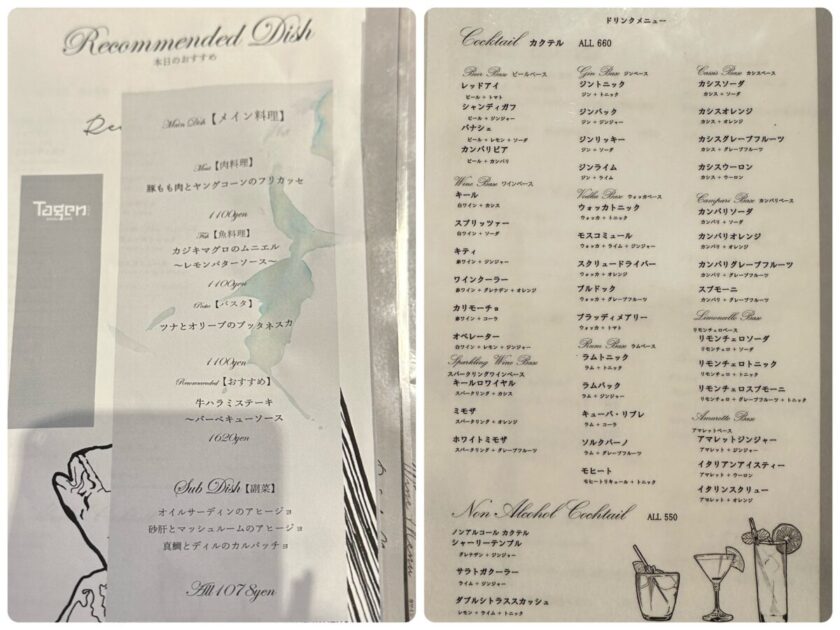 Recommended Dish
本日のおすすめ
Tagen
Main Dish【メイン料理】
Meat【肉料理】
豚もも肉とヤングコーンのフリカッセ
1100yen
Fish【魚料理】
カジキマグロのムニエル
～レモンバターソース～
1100yen
Pasta【パスタ】
ツナとオリーブのプッタネスカ
1100yen
Recommended【おすすめ】
牛ハラミステーキ
～バーベキューソース
1620yen
Sub Dish【副菜】
オイルサーディンのアヒージョ
砂肝とマッシュルームのアヒージョ
真鯛とディルのカルパッチョ
All 1078yen
Wine Menu
ドリンクメニュー
Cocktail カクテル ALL 660
Beer Base ビールベース
レッドアイ
ビール + トマト
シャンディガフ
ビール + ジンジャー
パナシェ
ビール + レモン + ソーダ
カンパリビア
ビール + カンパリ
Wine Base ワインベース
キール
白ワイン + カシス
スプリッツァー
白ワイン + ソーダ
キティ
赤ワイン + ジンジャー
ワインクーラー
赤ワイン + グレナデン + オレンジ
カリモーチョ
赤ワイン + コーラ
オペレーター
白ワイン + レモン + ジンジャー
Sparkling Wine Base
スパークリングワインベース
キールロワイヤル
スパークリング + カシス
ミモザ
スパークリング + オレンジ
ホワイトミモザ
スパークリング + グレープフルーツ
Gin Base ジンベース
ジントニック
ジン + トニック
ジンバック
ジン + ジンジャー
ジンリッキー
ジン + ソーダ
ジンライム
ジン + ライム
Vodka Base ウォッカベース
ウォッカトニック
ウォッカ + トニック
モスコミュール
ウォッカ + ライム + ジンジャー
スクリュードライバー
ウォッカ + オレンジ
ブルドック
ウォッカ + グレープフルーツ
ブラッディメアリー
ウォッカ + トマト
Rum Base ラムベース
ラムトニック
ラム + トニック
ラムバック
ラム + ジンジャー
キューバ・リブレ
ラム + コーラ
ソルクバーノ
ラム + グレープフルーツ
モヒート
モヒートリキュール + トニック
Cassis Base カシスベース
カシスソーダ
カシス + ソーダ
カシスオレンジ
カシス + オレンジ
カシスグレープフルーツ
カシス + グレープフルーツ
カシスウーロン
カシス + ウーロン
Campari Base カンパリベース
カンパリソーダ
カンパリ + ソーダ
カンパリオレンジ
カンパリ + オレンジ
カンパリグレープフルーツ
カンパリ + グレープフルーツ
スプモーニ
カンパリ + グレープフルーツ
Limoncello Base
リモンチェロベース
リモンチェロソーダ
リモンチェロ + ソーダ
リモンチェロトニック
リモンチェロ + トニック
リモンチェロスプモーニ
リモンチェロ + グレープフルーツ + トニック
Amaretto Base
アマレットベース
アマレットジンジャー
アマレット + ジンジャー
イタリアンアイスティー
アマレット + ウーロン
イタリンスクリュー
アマレット + オレンジ
Non Alcohol Cocktail ALL 550
ノンアルコール カクテル
シャーリーテンプル
グレナデン + ジンジャー
サラトガクーラー
ライム + ジンジャー
ダブルシトラススカッシュ
レモン + ライム + トニック